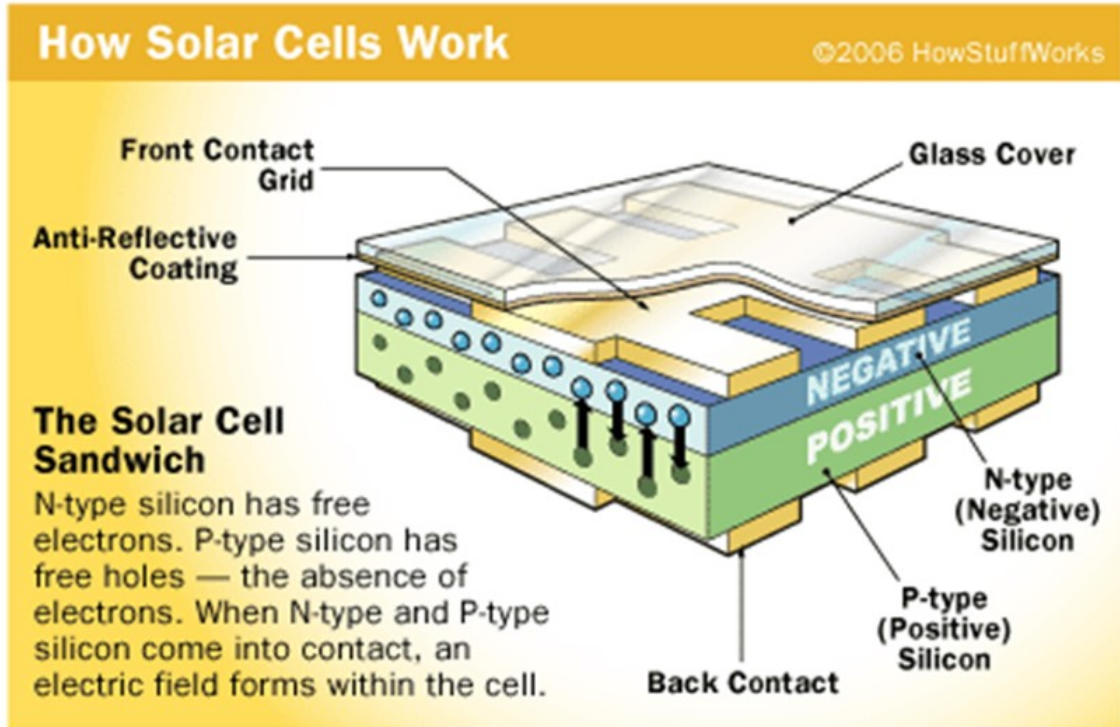 How Solar Cells Work
©2006 HowStuffWorks
Front Contact
Grid
Glass Cover
Anti-Reflective
Coating
NEGATIVE
POSITIVE
The Solar Cell
Sandwich
N-type silicon has free
electrons. P-type silicon has
free holes — the absence of
electrons. When N-type and P-type
silicon come into contact, an
electric field forms within the cell.
N-type
(Negative)
Silicon
P-type
(Positive)
Silicon
Back Contact